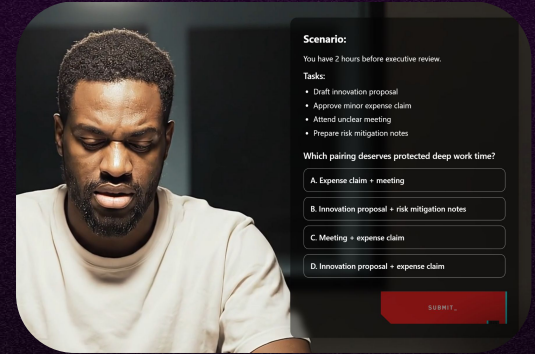 Scenario:
You have 2 hours before executive review.
Tasks:
• Draft innovation proposal
• Approve minor expense claim
• Attend unclear meeting
• Prepare risk mitigation notes
Which pairing deserves protected deep work time?
A. Expense claim + meeting
B. Innovation proposal + risk mitigation notes
C. Meeting + expense claim
D. Innovation proposal + expense claim
SUBMIT_